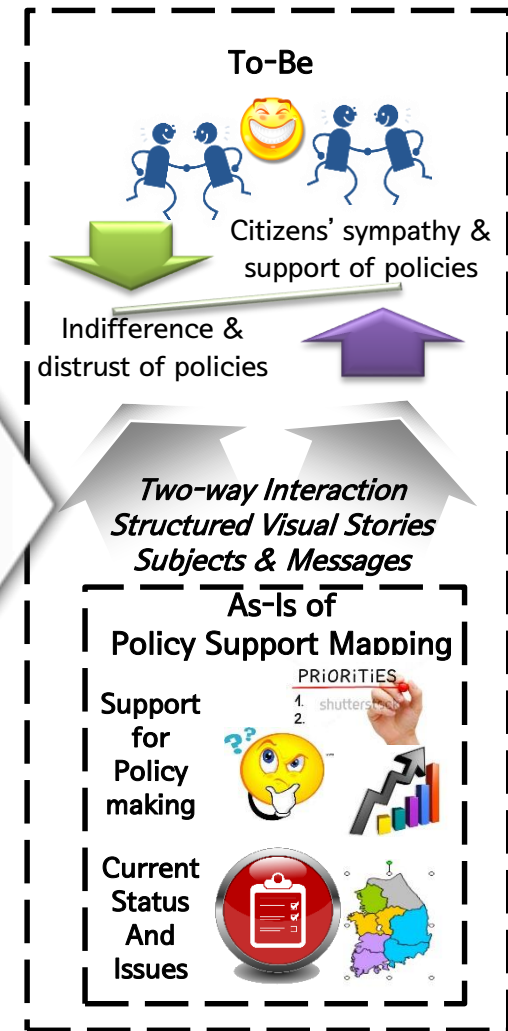 To-Be
Citizens' sympathy &
support of policies
Indifference &
distrust of policies
Two-way Interaction
Structured Visual Stories
Subjects & Messages
As-Is of
Policy Support Mapping
PRiORiTiES
1.
shutterstock
2.
Support
for
Policy
making
??
Current
Status
And
Issues